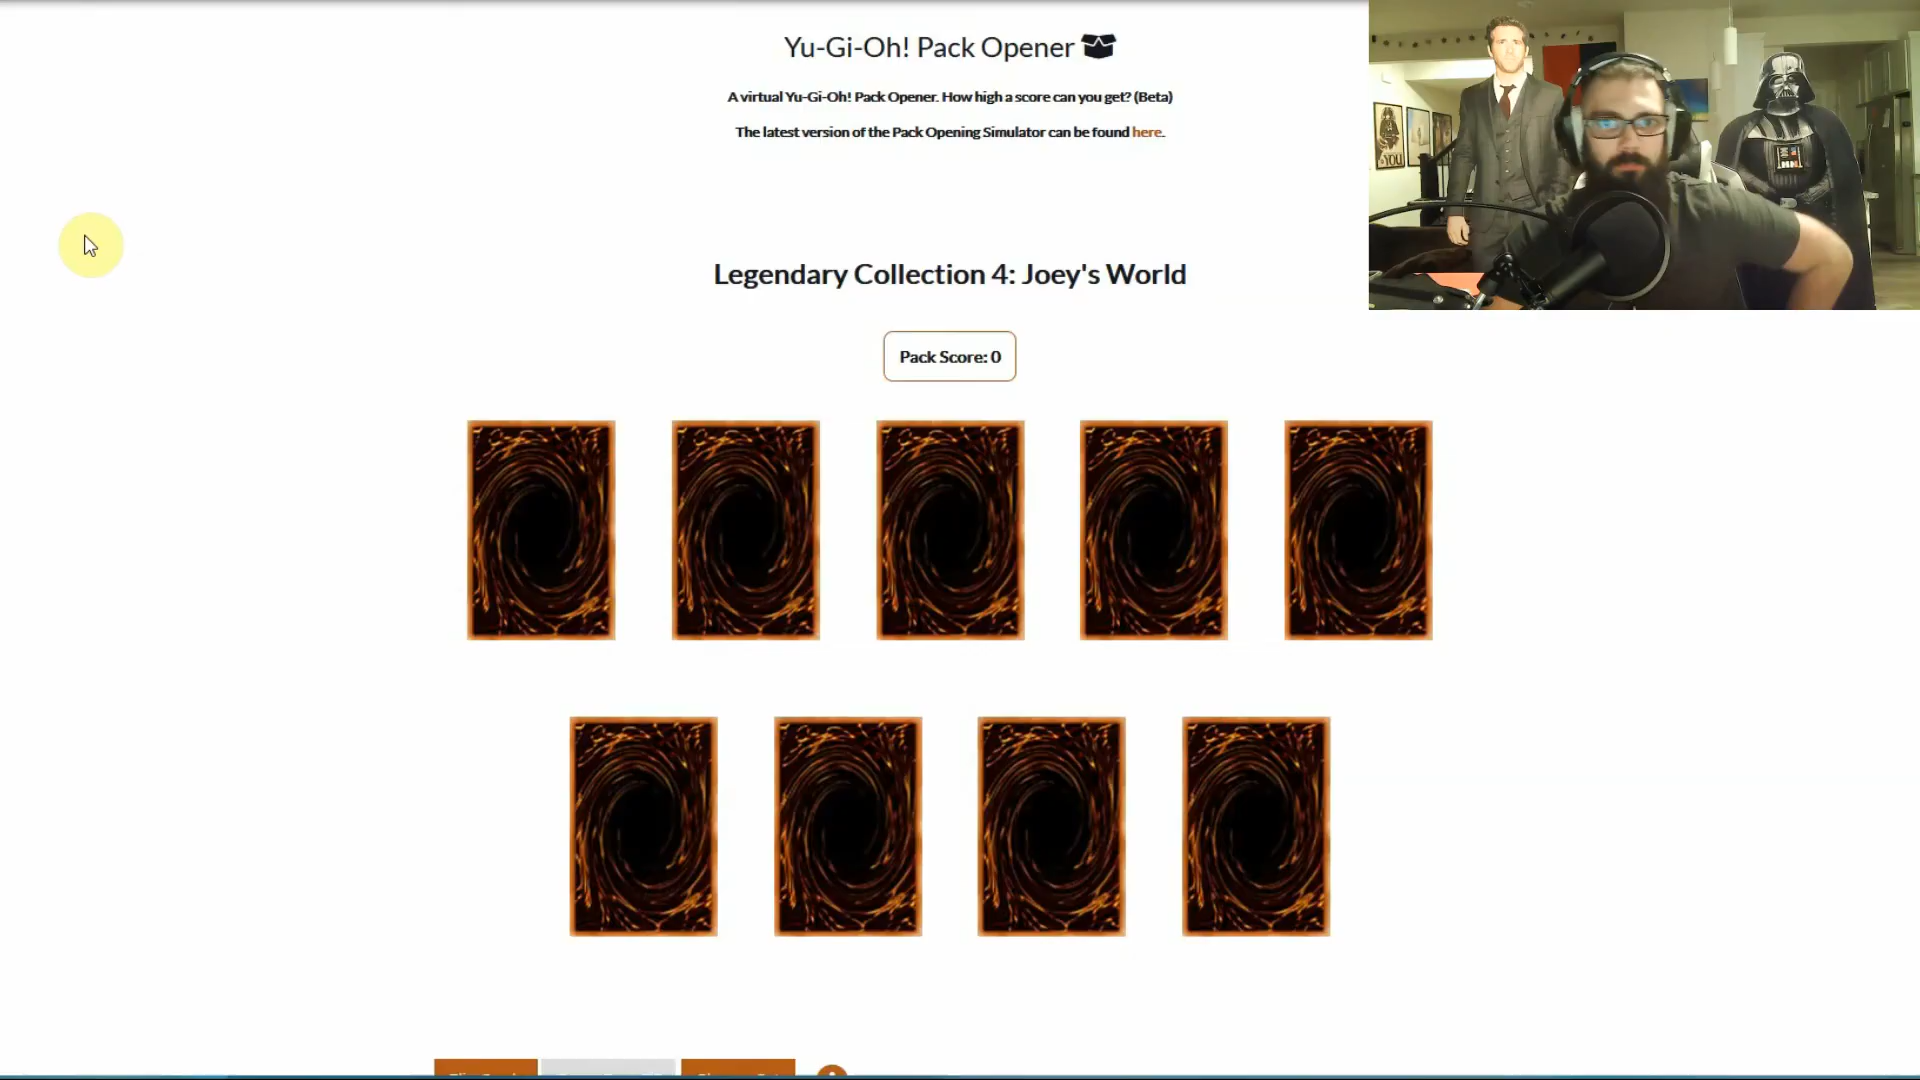 Yu-Gi-Oh! Pack Opener
A virtual Yu-Gi-Oh! Pack Opener. How high a score can you get? (Beta)
The latest version of the Pack Opening Simulator can be found here.
YOU
Legendary Collection 4: Joey's World
Pack Score: 0